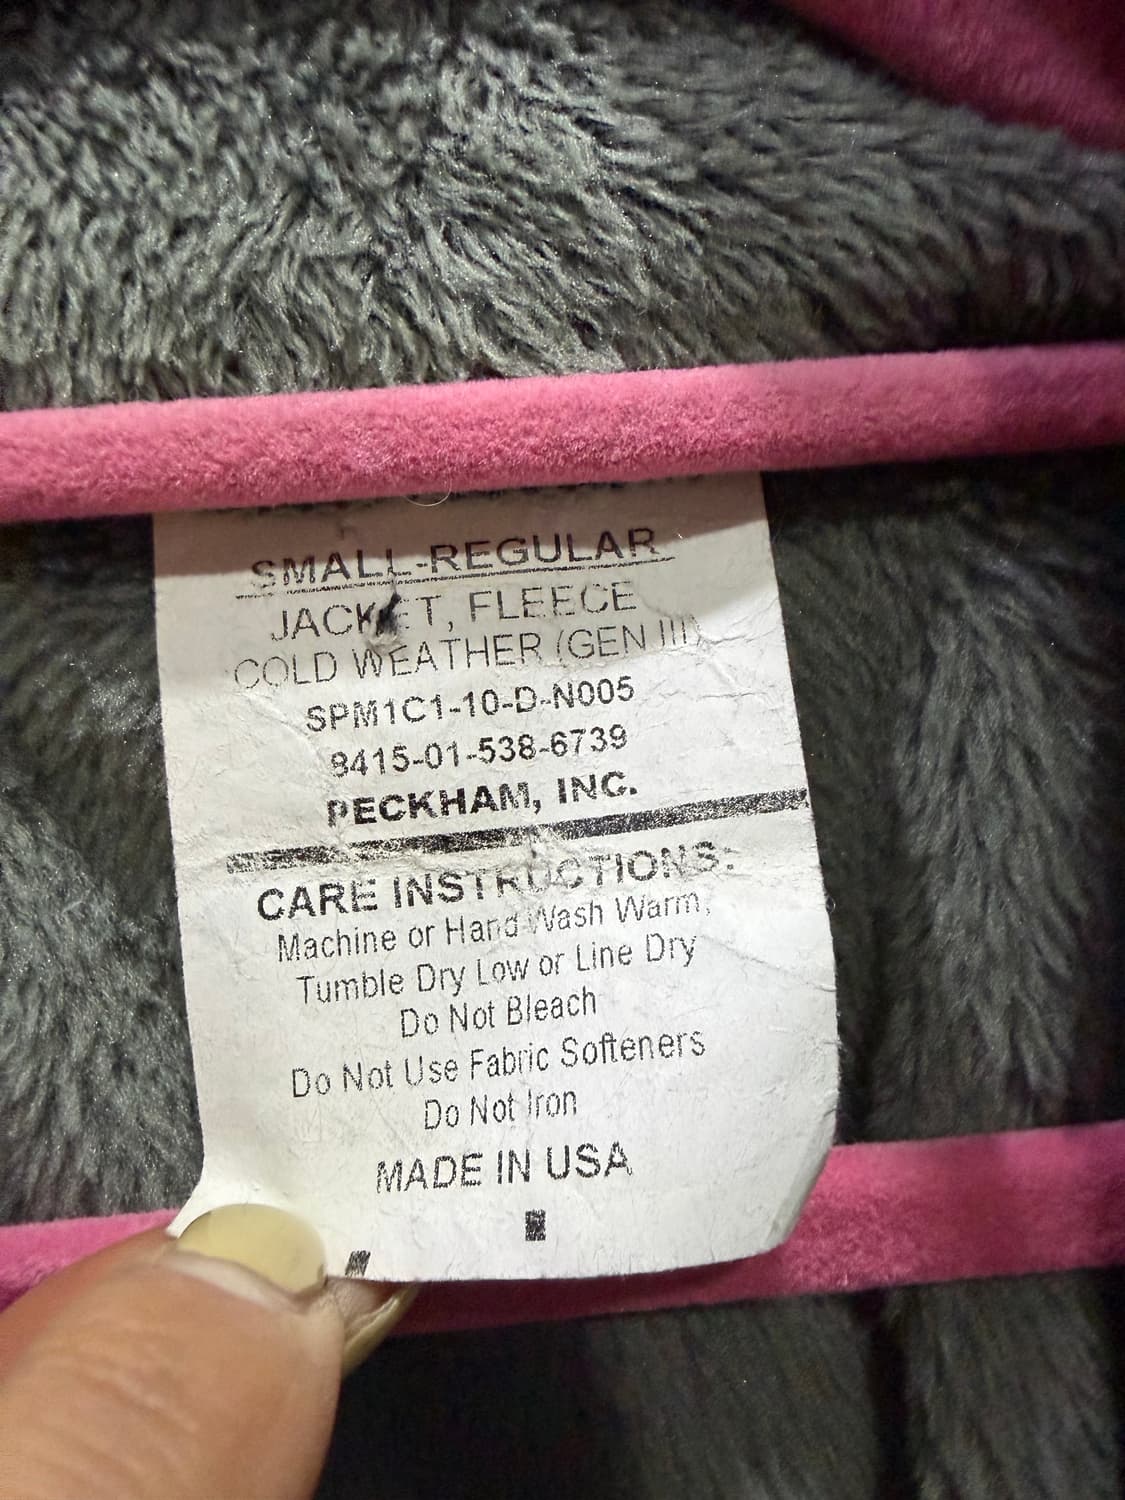 SMALL-REGULAR
JACKET, FLEECE
COLD WEATHER (GEN III)
SPM1C1-10-D-N005
8415-01-538-6739
PECKHAM, INC.
CARE INSTRUCTIONS:
Machine or Hand Wash Warm,
Tumble Dry Low or Line Dry
Do Not Bleach
Do Not Use Fabric Softeners
Do Not Iron
MADE IN USA